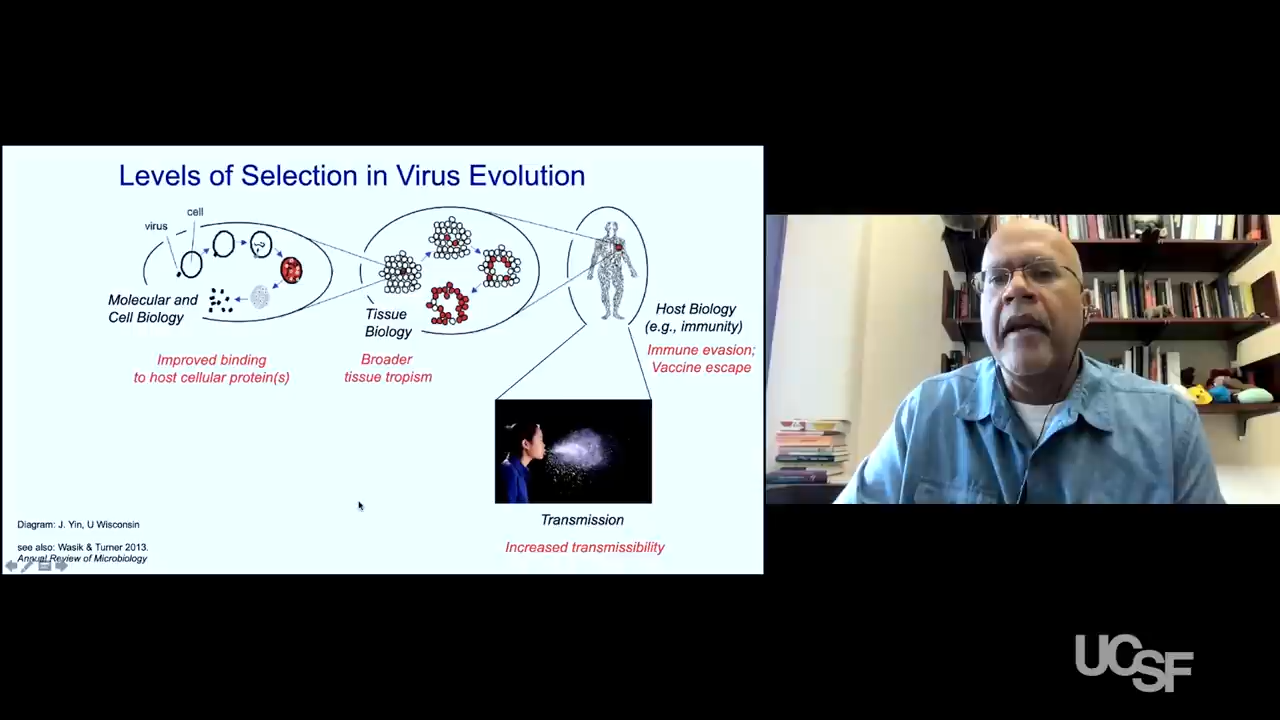 Levels of Selection in Virus Evolution
cell
virus
Molecular and
Cell Biology
Improved binding
to host cellular protein(s)
Tissue
Biology
Broader
tissue tropism
Host Biology
(e.g., immunity)
Immune evasion;
Vaccine escape
Transmission
Increased transmissibility
Diagram: J. Yin, U Wisconsin
see also: Wasik & Turner 2013.
Annual Review of Microbiology
UCSF